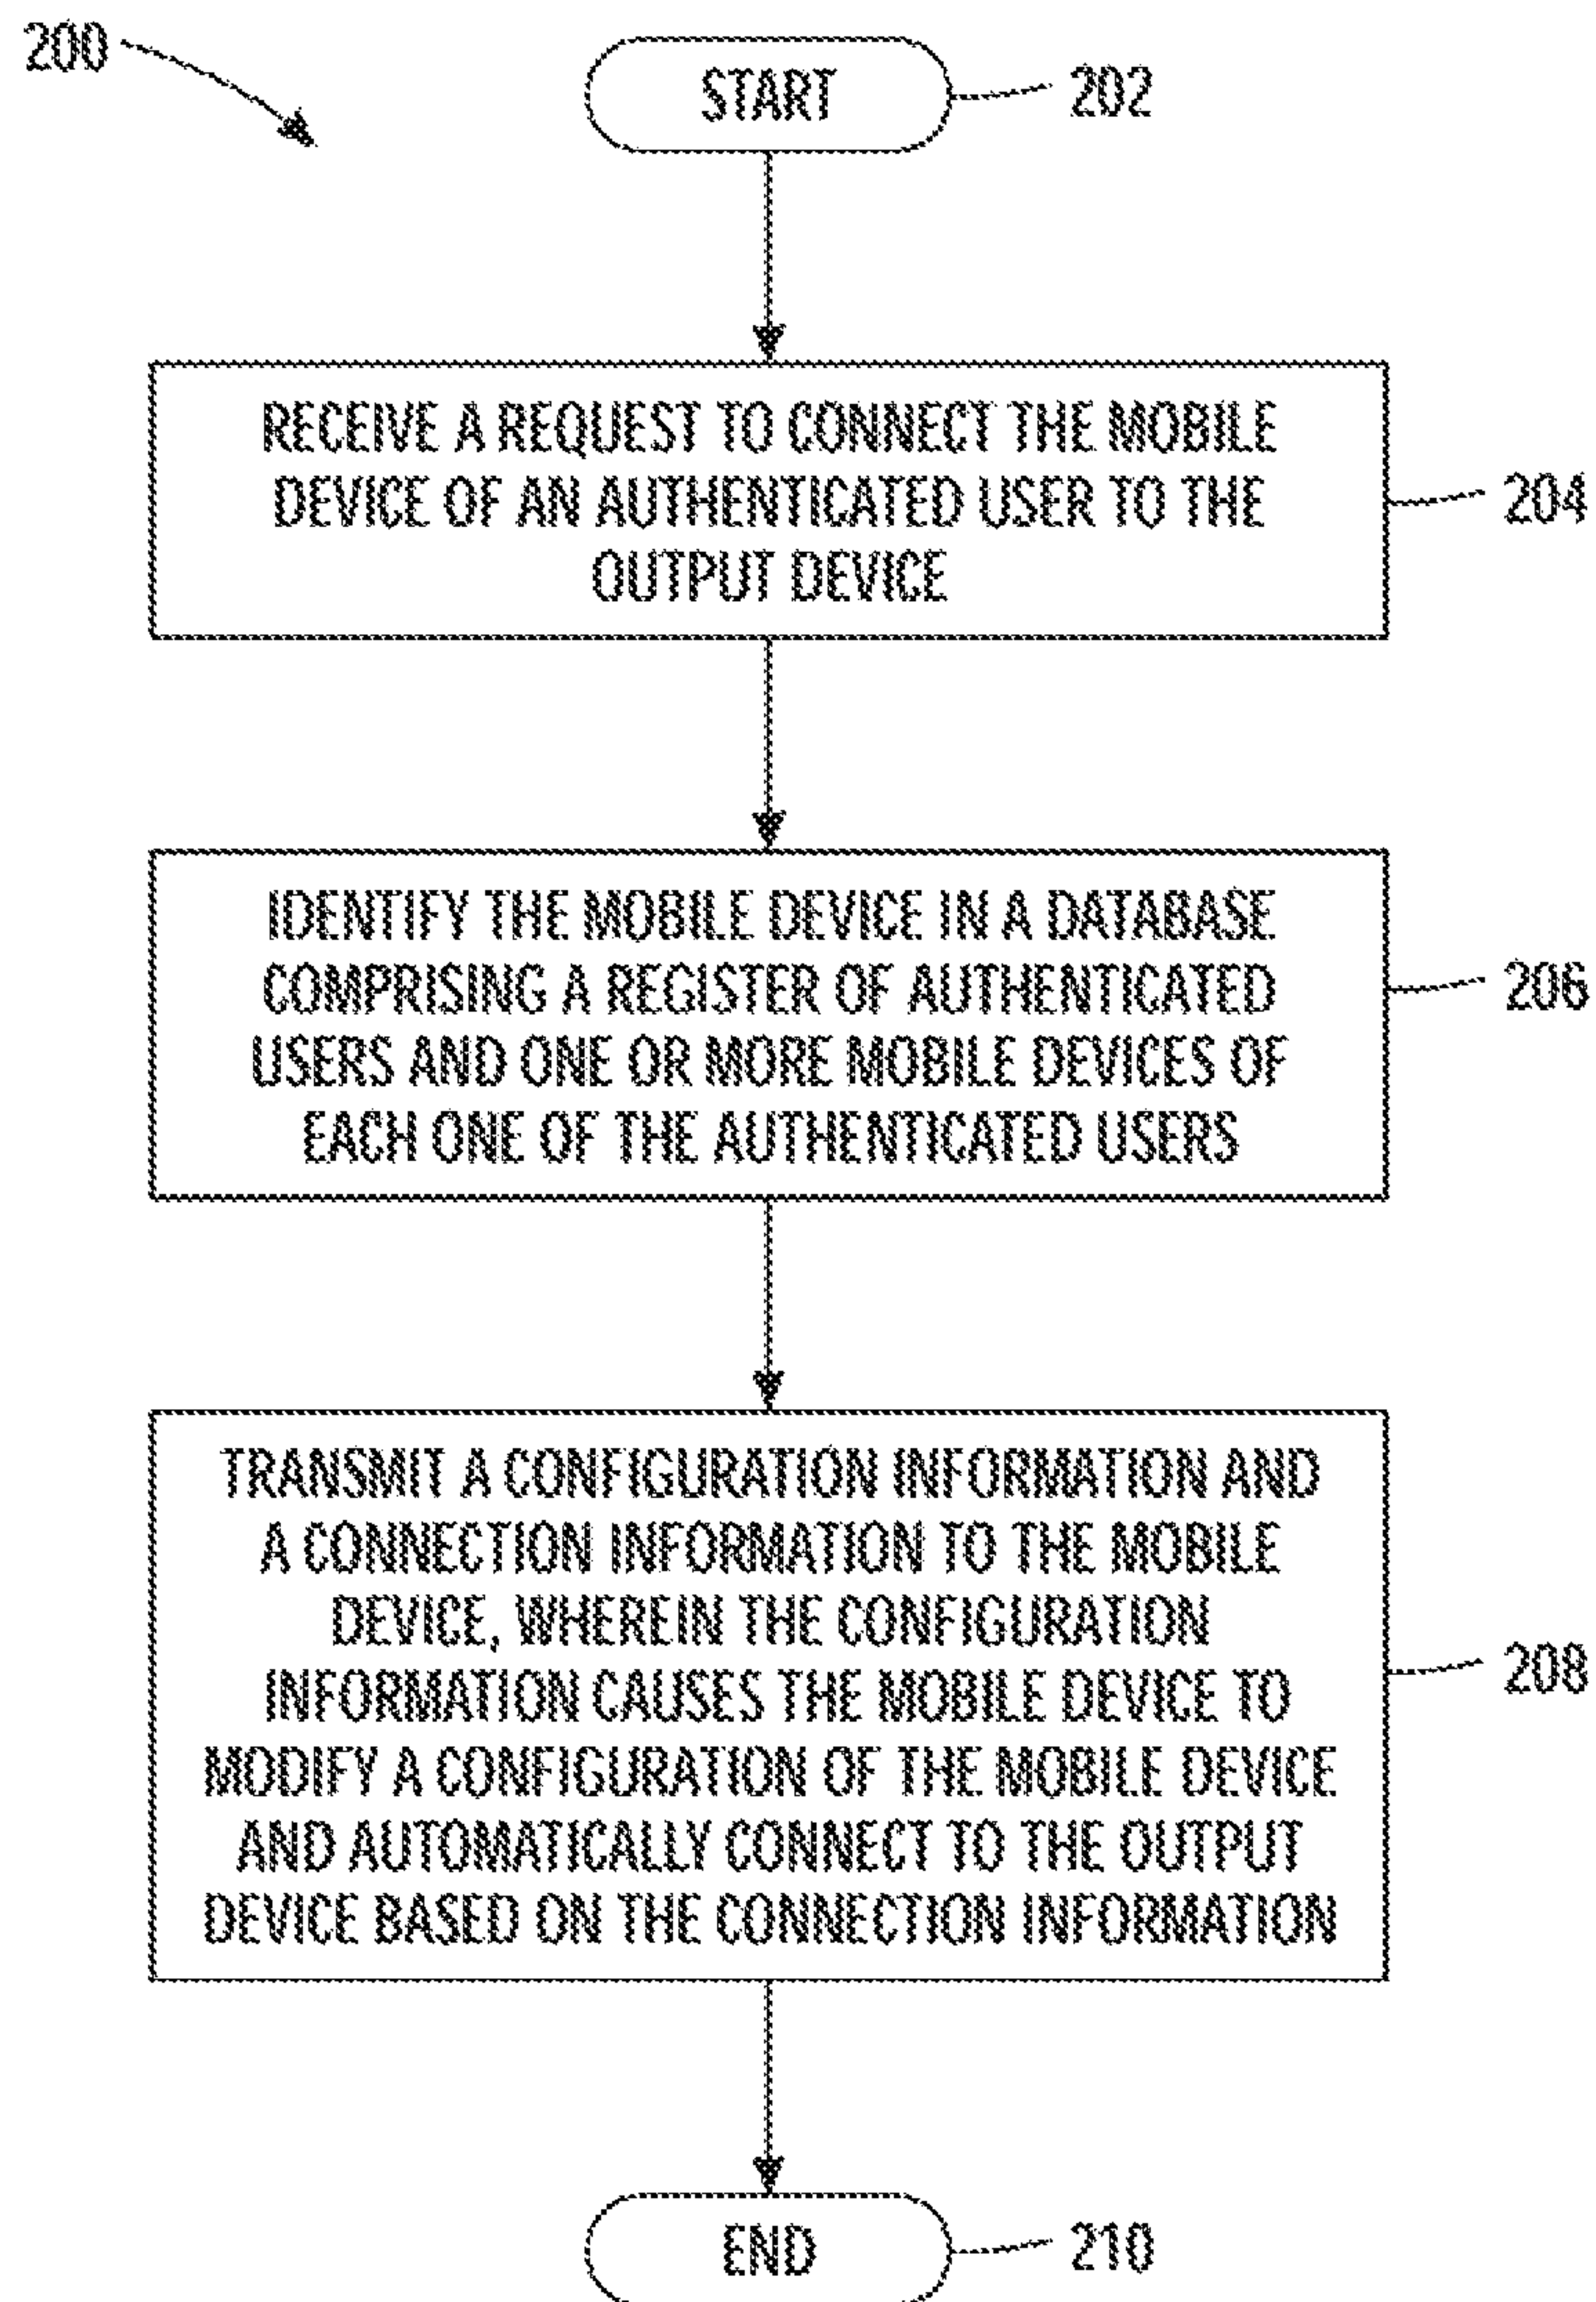 200
START
202
RECEIVE A REQUEST TO CONNECT THE MOBILE
DEVICE OF AN AUTHENTICATED USER TO THE
OUTPUT DEVICE
204
IDENTIFY THE MOBILE DEVICE IN A DATABASE
COMPRISING A REGISTER OF AUTHENTICATED
USERS AND ONE OR MORE MOBILE DEVICES OF
EACH ONE OF THE AUTHENTICATED USERS
206
TRANSMIT A CONFIGURATION INFORMATION AND
A CONNECTION INFORMATION TO THE MOBILE
DEVICE, WHEREIN THE CONFIGURATION
INFORMATION CAUSES THE MOBILE DEVICE TO
MODIFY A CONFIGURATION OF THE MOBILE DEVICE
AND AUTOMATICALLY CONNECT TO THE OUTPUT
DEVICE BASED ON THE CONNECTION INFORMATION
208
END
210